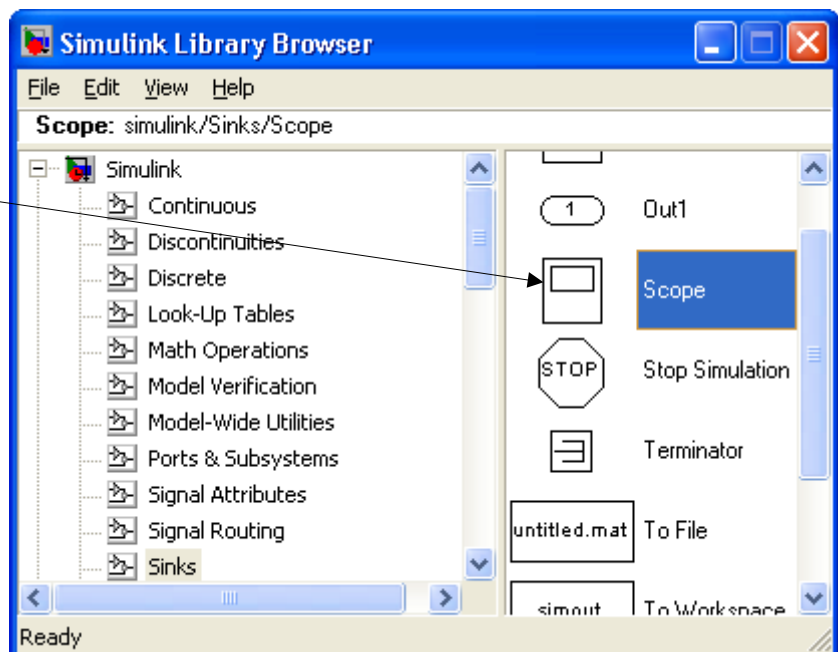 Simulink Library Browser
File Edit View Help
Scope: simulink/Sinks/Scope
Simulink
Continuous
Discontinuities
Discrete
Look-Up Tables
Math Operations
Model Verification
Model-Wide Utilities
Ports & Subsystems
Signal Attributes
Signal Routing
Sinks
1 Out1
Scope
STOP Stop Simulation
Terminator
untitled.mat To File
simout To Workspace
Ready